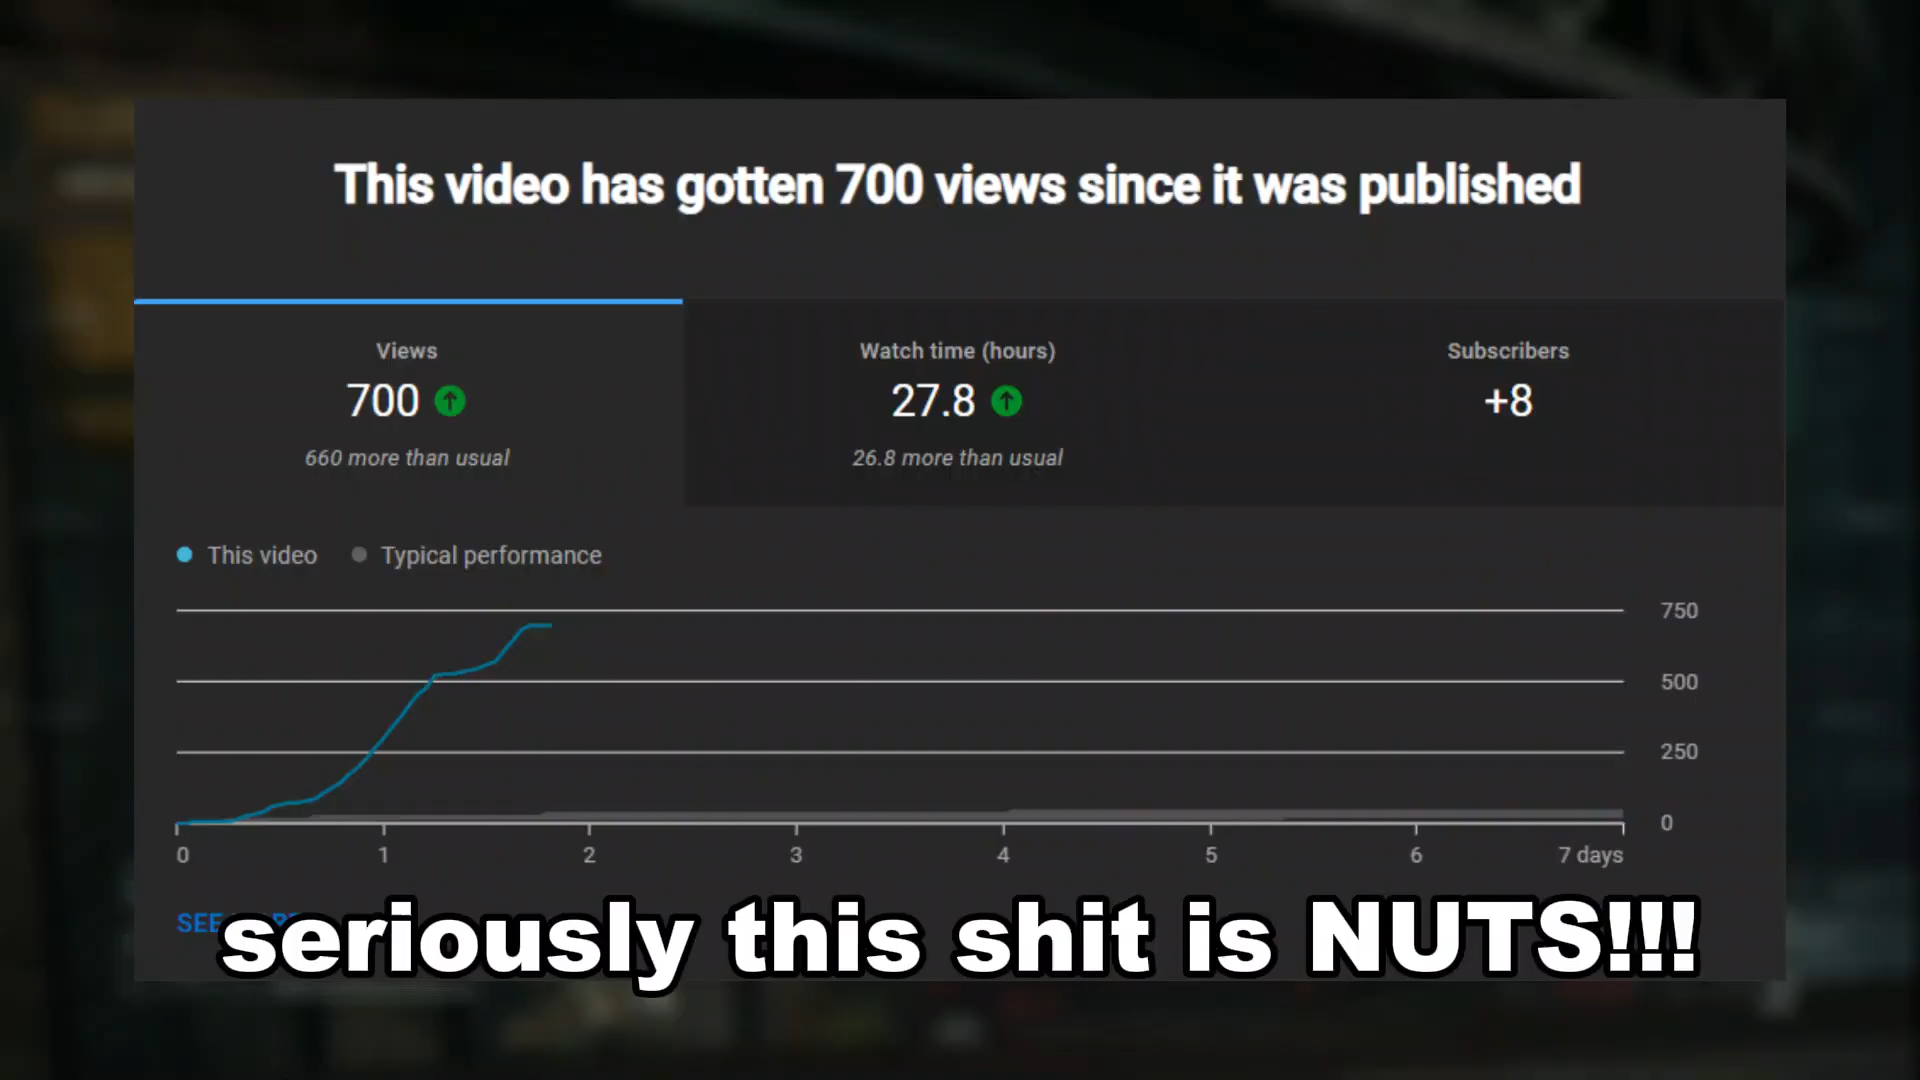 This video has gotten 700 views since it was published
Views
700
660 more than usual
Watch time (hours)
27.8
26.8 more than usual
Subscribers
+8
This video
Typical performance
750
500
250
0
0 1 2 3 4 5 6 7 days
SEE
seriously this shit is NUTS!!!